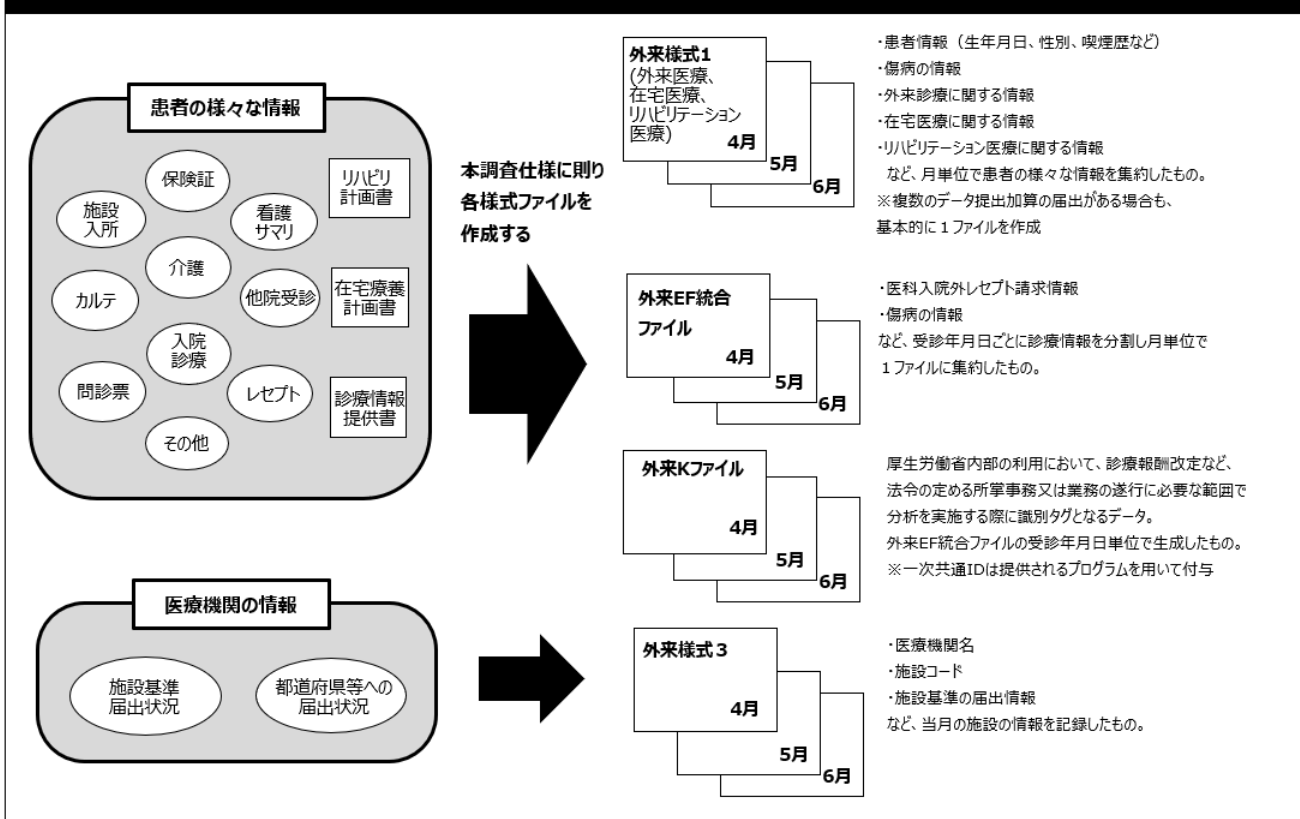 患者の様々な情報
保険証
施設
入所
看護
サマリ
介護
カルテ
他院受診
入院
診療
問診票
レセプト
その他
リハビリ
計画書
在宅療養
計画書
診療情報
提供書
本調査仕様に則り
各様式ファイルを
作成する
外来様式1
(外来医療、
在宅医療、
リハビリテーション
医療)
4月
5月
6月
・患者情報（生年月日、性別、喫煙歴など）
・傷病の情報
・外来診療に関する情報
・在宅医療に関する情報
・リハビリテーション医療に関する情報
など、月単位で患者の様々な情報を集約したもの。
※複数のデータ提出加算の届出がある場合も、
基本的に１ファイルを作成
外来EF統合
ファイル
4月
5月
6月
・医科入院外レセプト請求情報
・傷病の情報
など、受診年月日ごとに診療情報を分割し月単位で
１ファイルに集約したもの。
外来Kファイル
4月
5月
6月
厚生労働省内部の利用において、診療報酬改定など、
法令の定める所掌事務又は業務の遂行に必要な範囲で
分析を実施する際に識別タグとなるデータ。
外来EF統合ファイルの受診年月日単位で生成したもの。
※一次共通IDは提供されるプログラムを用いて付与
医療機関の情報
施設基準
届出状況
都道府県等への
届出状況
外来様式３
4月
5月
6月
・医療機関名
・施設コード
・施設基準の届出情報
など、当月の施設の情報を記録したもの。